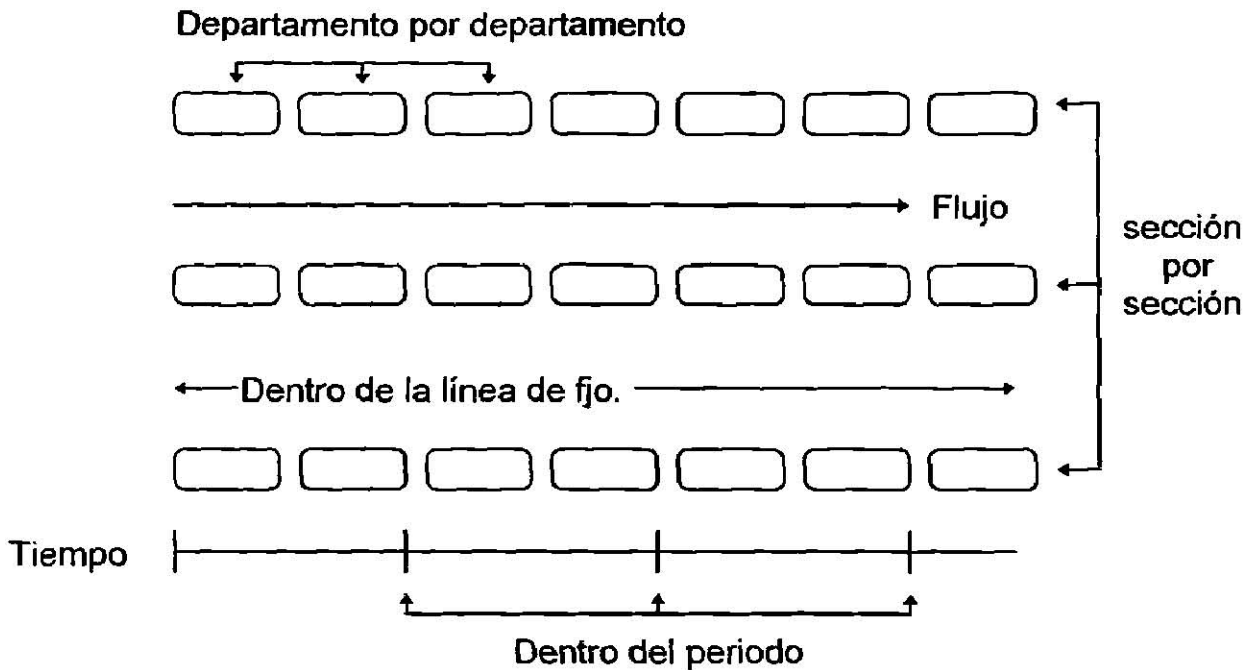 Departamento por departamento
Flujo
sección
por
sección
Dentro de la línea de fjo.
Tiempo
Dentro del periodo